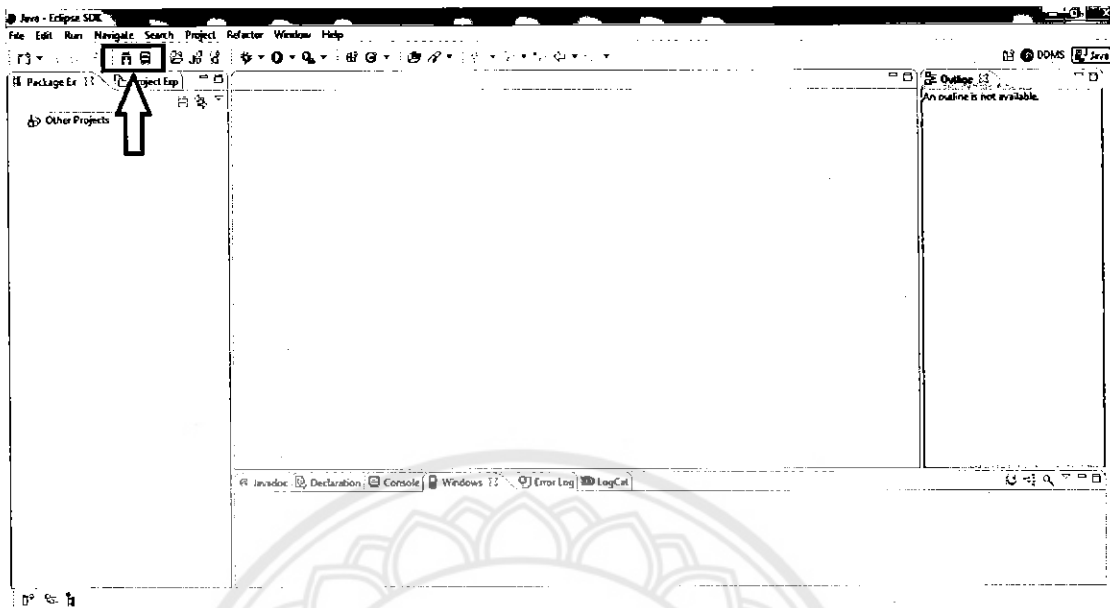 Java - Eclipse SDK
File Edit Run Navigate Search Project Refactor Window Help
DDMS Java
Package Ex Project Exp
Outline
An outline is not available.
Other Projects
@ Javadoc Declaration Console Windows Error Log LogCat